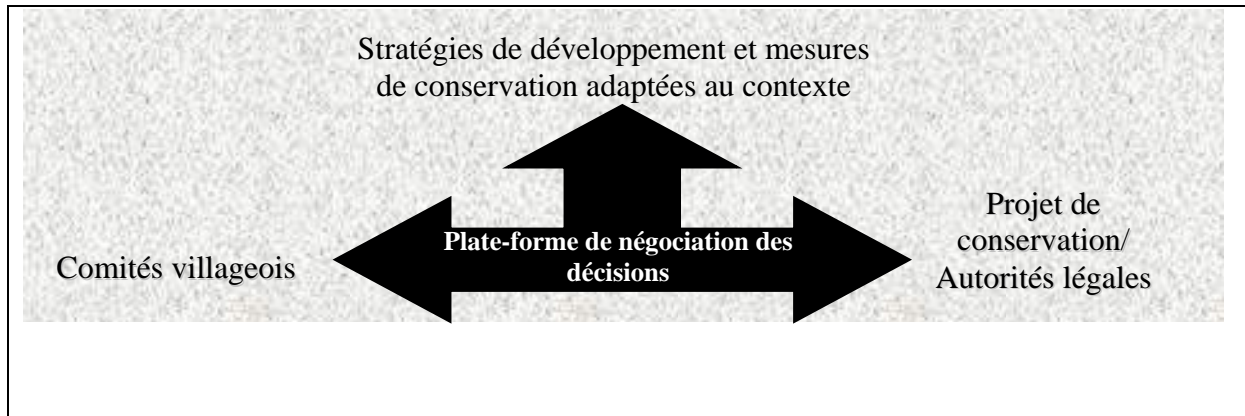 Stratégies de développement et mesures
de conservation adaptées au contexte
Plate-forme de négociation des
décisions
Comités villageois
Projet de
conservation/
Autorités légales